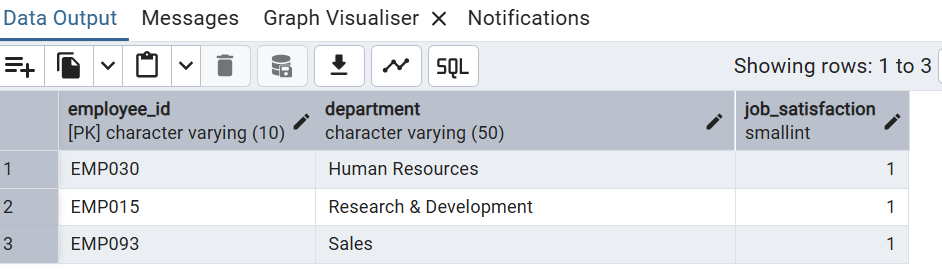 Data Output Messages Graph Visualiser × Notifications
SQL Showing rows: 1 to 3
employee_id department job_satisfaction
[PK] character varying (10) character varying (50) smallint
1 EMP030 Human Resources 1
2 EMP015 Research & Development 1
3 EMP093 Sales 1